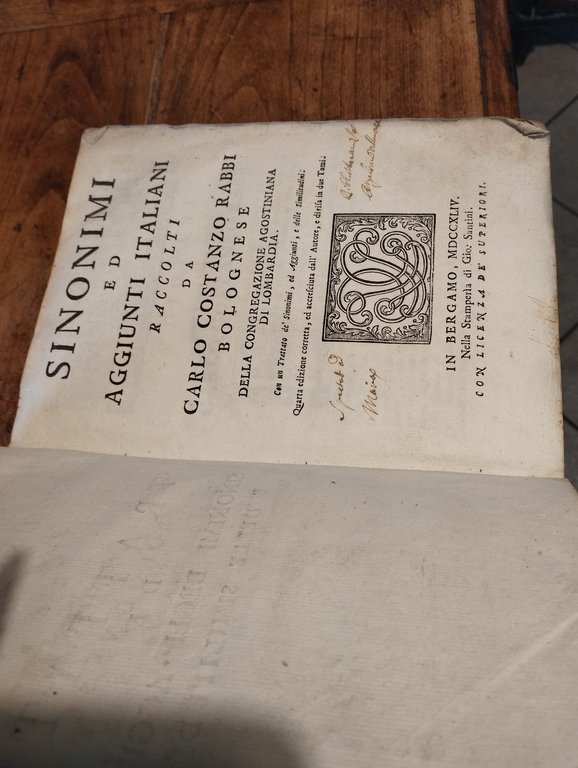 SINONIMI
ED
AGGIUNTI ITALIANI
RACCOLTI
DA
CARLO COSTANZO RABBI
BOLOGNESE
DELLA CONGREGAZIONE AGOSTINIANA
DI LOMBARDIA.
Con un Trattato de' Sinonimi, ed Aggiunti, e delle Similitudini.
Quarta edizione corretta, ed accresciuta dall' Autore, e divisa in due Tomi.
IN BERGAMO, MDCCXLIV.
Nella Stamperia di Gio: Santini.
CON LICENZA DE' SUPERIORI.